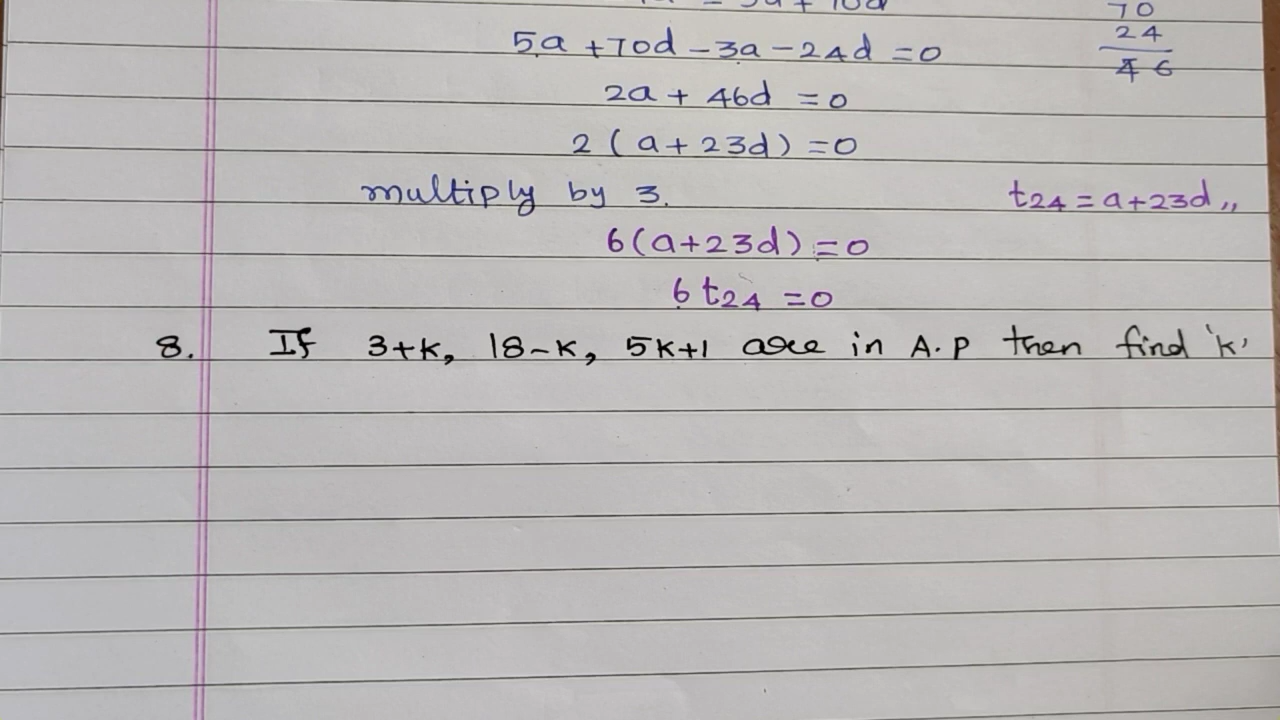 70
5a + 70d - 3a - 24d = 0
24
46
2a + 46d = 0
2 ( a + 23d ) = 0
multiply by 3. t24 = a + 23d ,,
6(a+23d) = 0
6 t24 = 0
8. If 3+k, 18-k, 5k+1 are in A.P then find 'k'